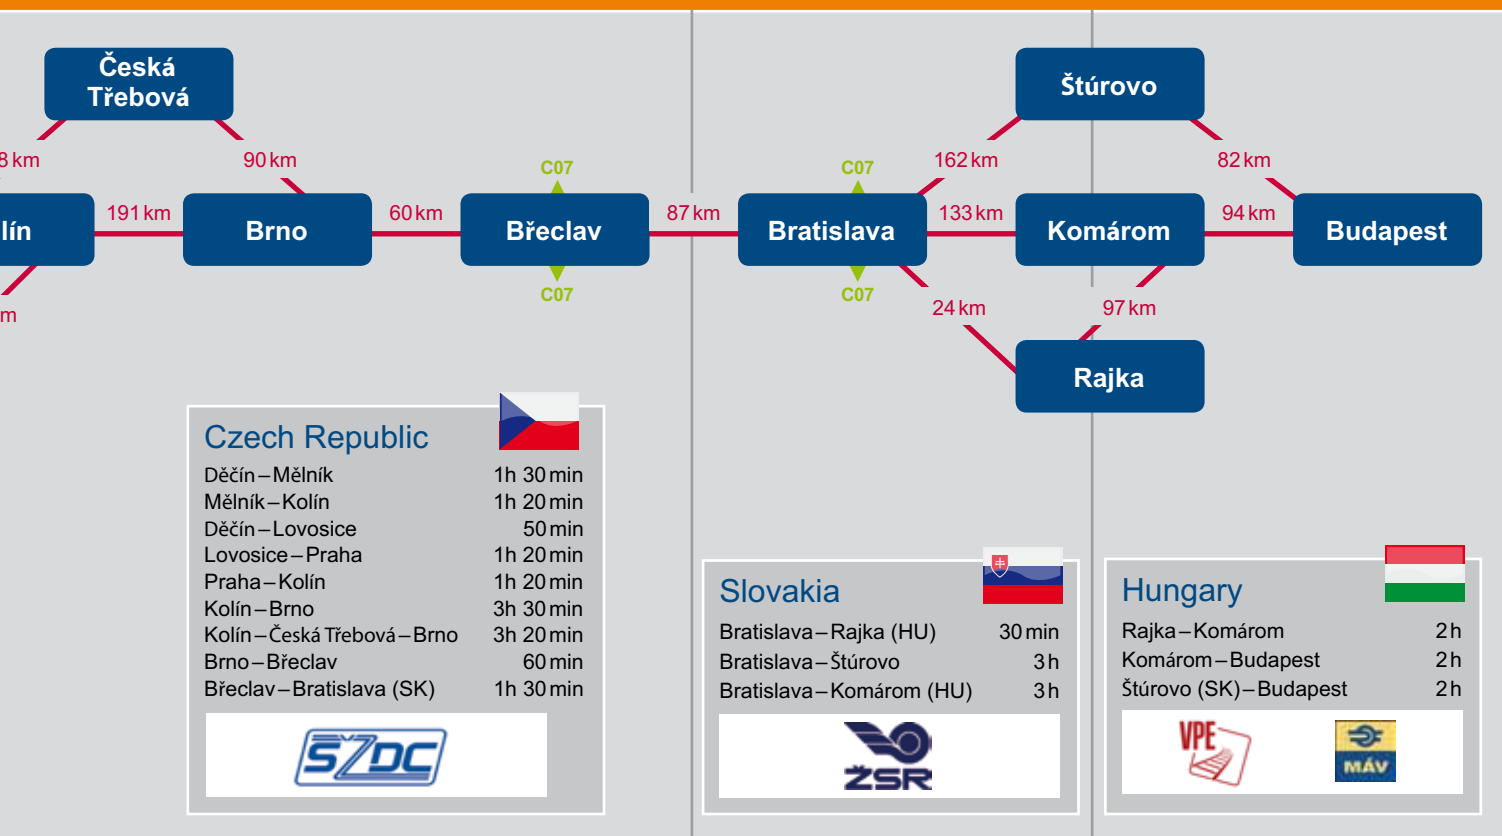 Česká
Třebová
Štúrovo
8 km
90 km
C07
C07
162 km
82 km
lín
191 km
Brno
60 km
Břeclav
87 km
Bratislava
133 km
Komárom
94 km
Budapest
m
C07
C07
24 km
97 km
Rajka
Czech Republic
Děčín – Mělník 1h 30 min
Mělník – Kolín 1h 20 min
Děčín – Lovosice 50 min
Lovosice – Praha 1h 20 min
Praha – Kolín 1h 20 min
Kolín – Brno 3h 30 min
Kolín – Česká Třebová – Brno 3h 20 min
Brno – Břeclav 60 min
Břeclav – Bratislava (SK) 1h 30 min
SŽDC
Slovakia
Bratislava – Rajka (HU) 30 min
Bratislava – Štúrovo 3 h
Bratislava – Komárom (HU) 3 h
ŽSR
Hungary
Rajka – Komárom 2 h
Komárom – Budapest 2 h
Štúrovo (SK) – Budapest 2 h
VPE
MÁV